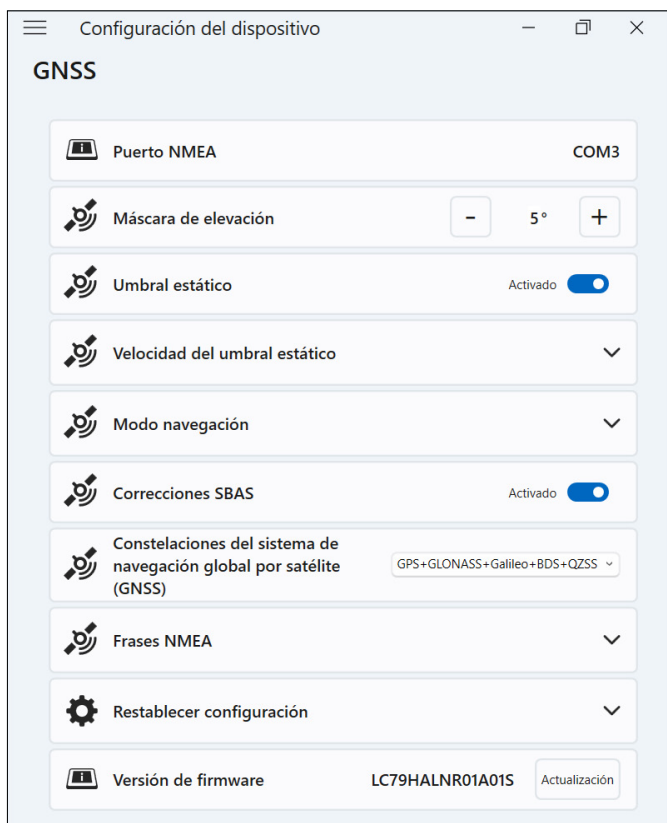 Configuración del dispositivo
GNSS
Puerto NMEA COM3
Máscara de elevación - 5° +
Umbral estático Activado
Velocidad del umbral estático
Modo navegación
Correcciones SBAS Activado
Constelaciones del sistema de
navegación global por satélite
(GNSS)
GPS+GLONASS+Galileo+BDS+QZSS
Frases NMEA
Restablecer configuración
Versión de firmware LC79HALNR01A01S Actualización